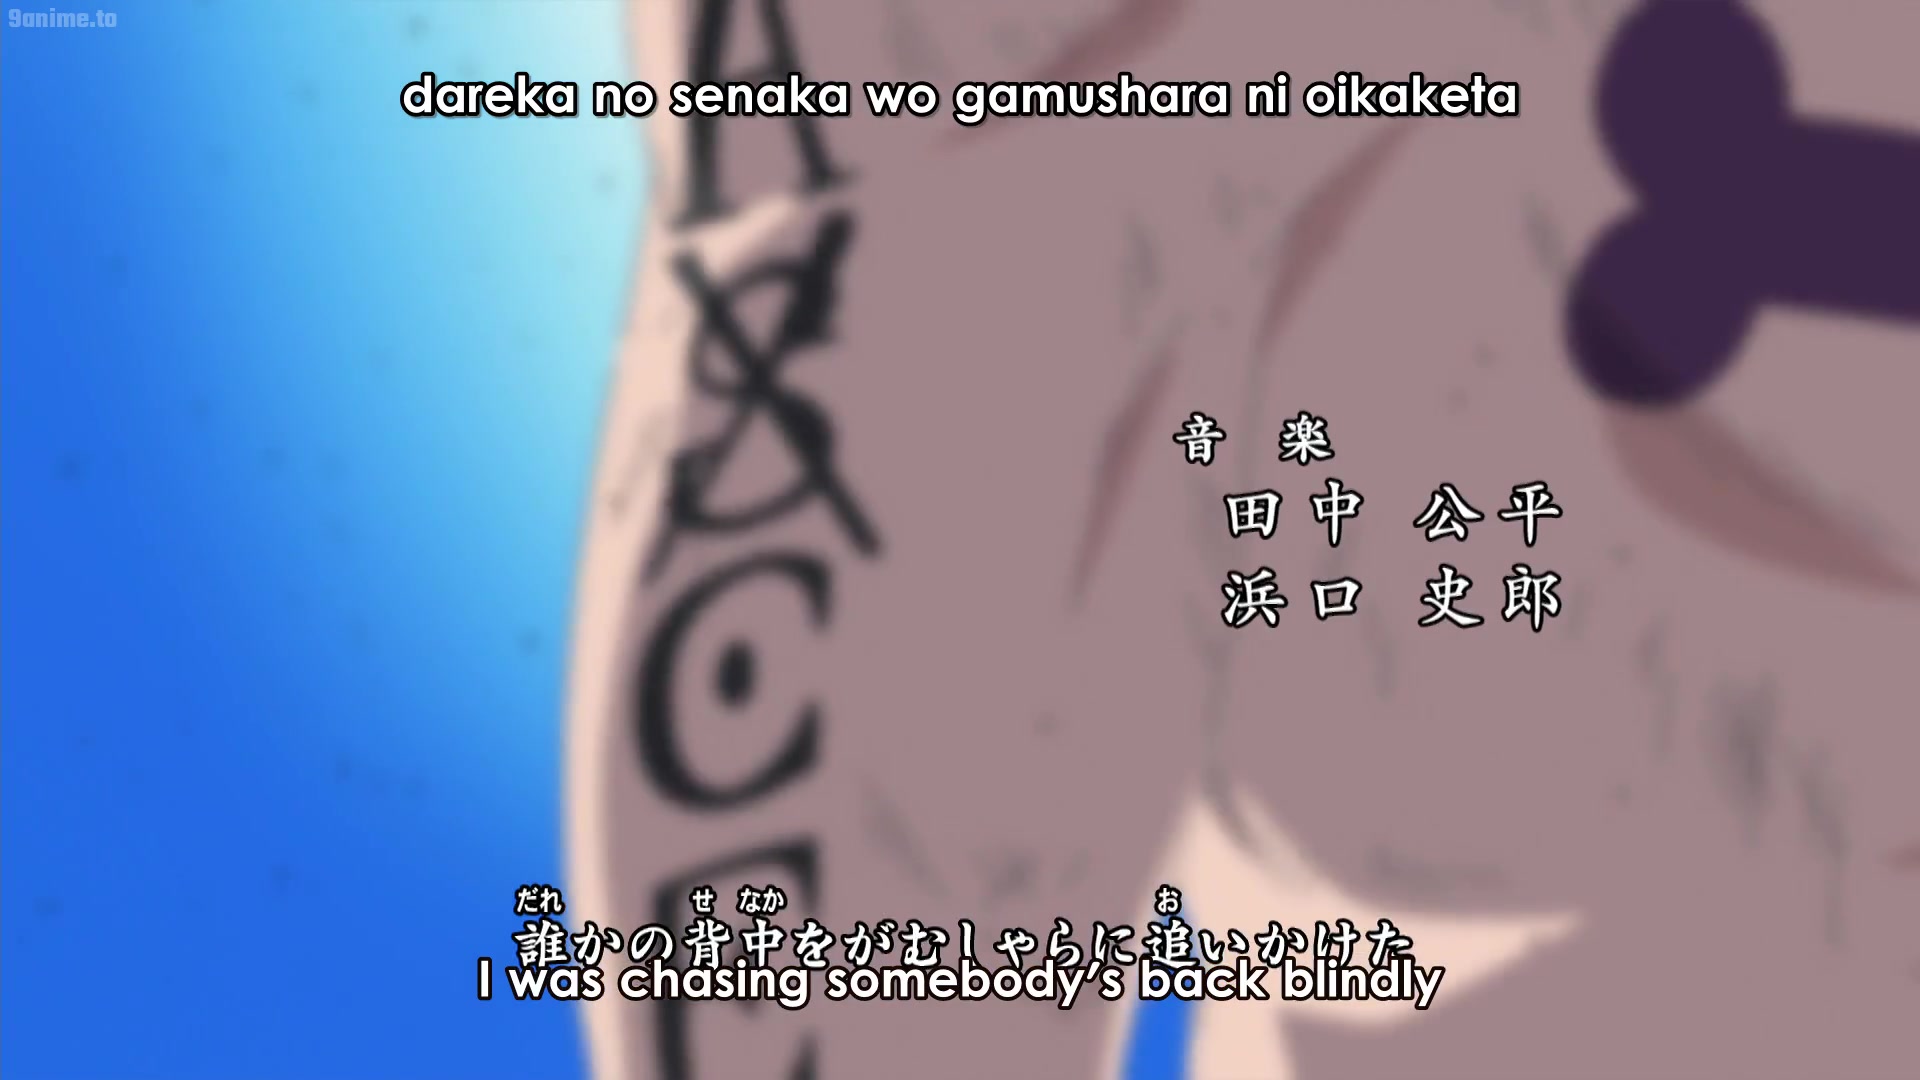 9anime.to
dareka no senaka wo gamushara ni oikaketa
A
S
C
E
音 楽
田中 公平
浜口 史郎
だれ せ なか お
誰かの背中をがむしゃらに追いかけた
I was chasing somebody's back blindly